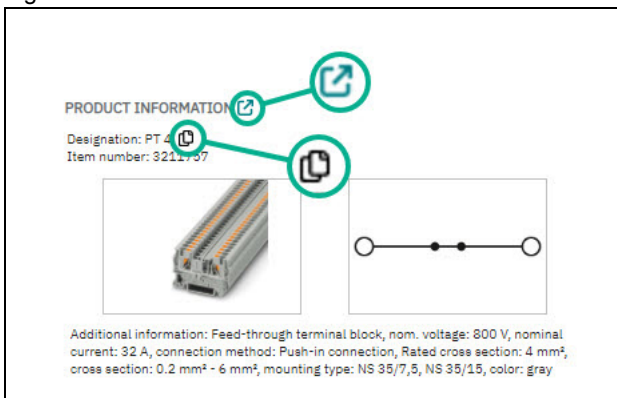 PRODUCT INFORMATION
Designation: PT 4
Item number: 3211757
Additional information: Feed-through terminal block, nom. voltage: 800 V, nominal
current: 32 A, connection method: Push-in connection, Rated cross section: 4 mm²,
cross section: 0.2 mm² - 6 mm², mounting type: NS 35/7,5, NS 35/15, color: gray